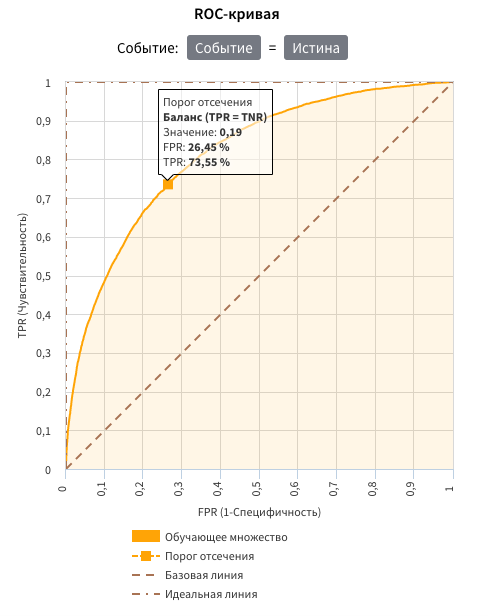 ROC-кривая
Событие: Событие = Истина
TPR (Чувствительность)
1
0,9
0,8
0,7
0,6
0,5
0,4
0,3
0,2
0,1
0
Порог отсечения
Баланс (TPR = TNR)
Значение: 0,19
FPR: 26,45 %
TPR: 73,55 %
0
0,1
0,2
0,3
0,4
0,5
0,6
0,7
0,8
0,9
1
FPR (1-Специфичность)
Обучающее множество
Порог отсечения
Базовая линия
Идеальная линия